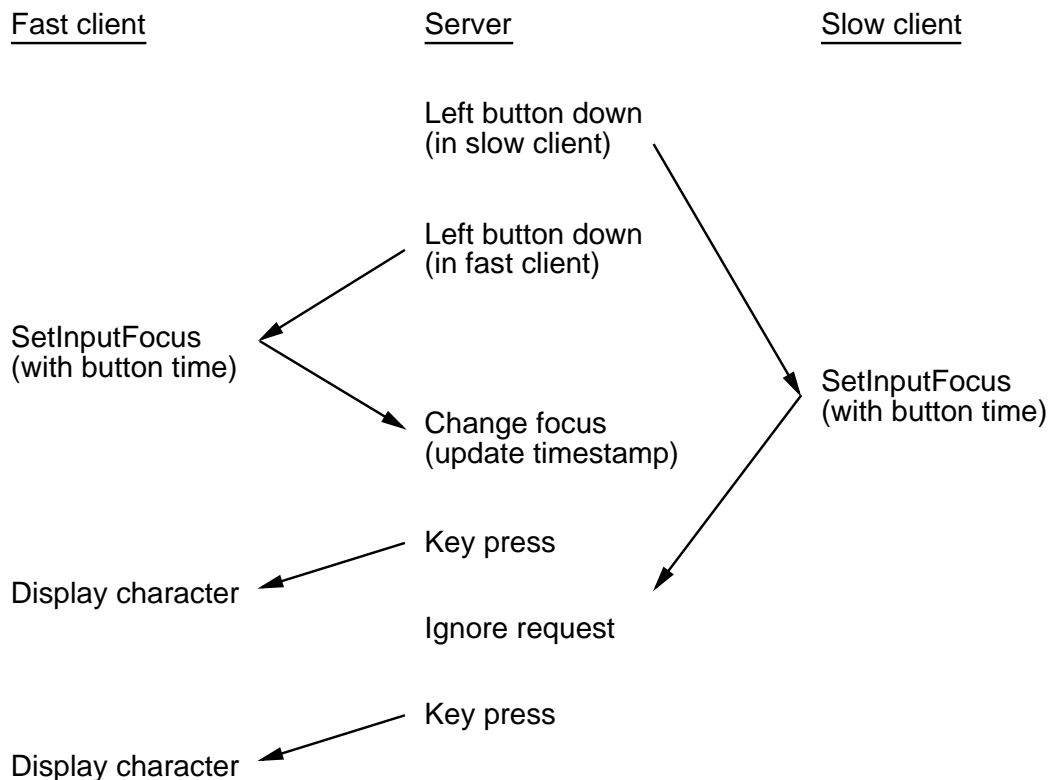 Fast client
Server
Slow client
Left button down
(in slow client)
Left button down
(in fast client)
SetInputFocus
(with button time)
SetInputFocus
(with button time)
Change focus
(update timestamp)
Key press
Display character
Ignore request
Key press
Display character